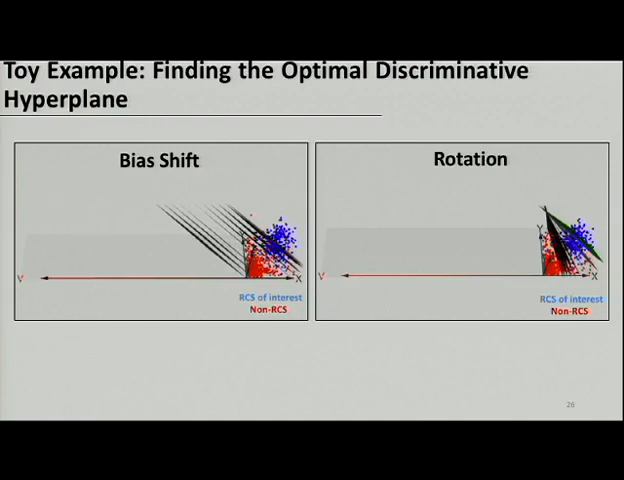 Toy Example: Finding the Optimal Discriminative
Hyperplane
Bias Shift
Y
V
X
RCS of interest
Non-RCS
Rotation
Y
V
X
RCS of interest
Non-RCS
26